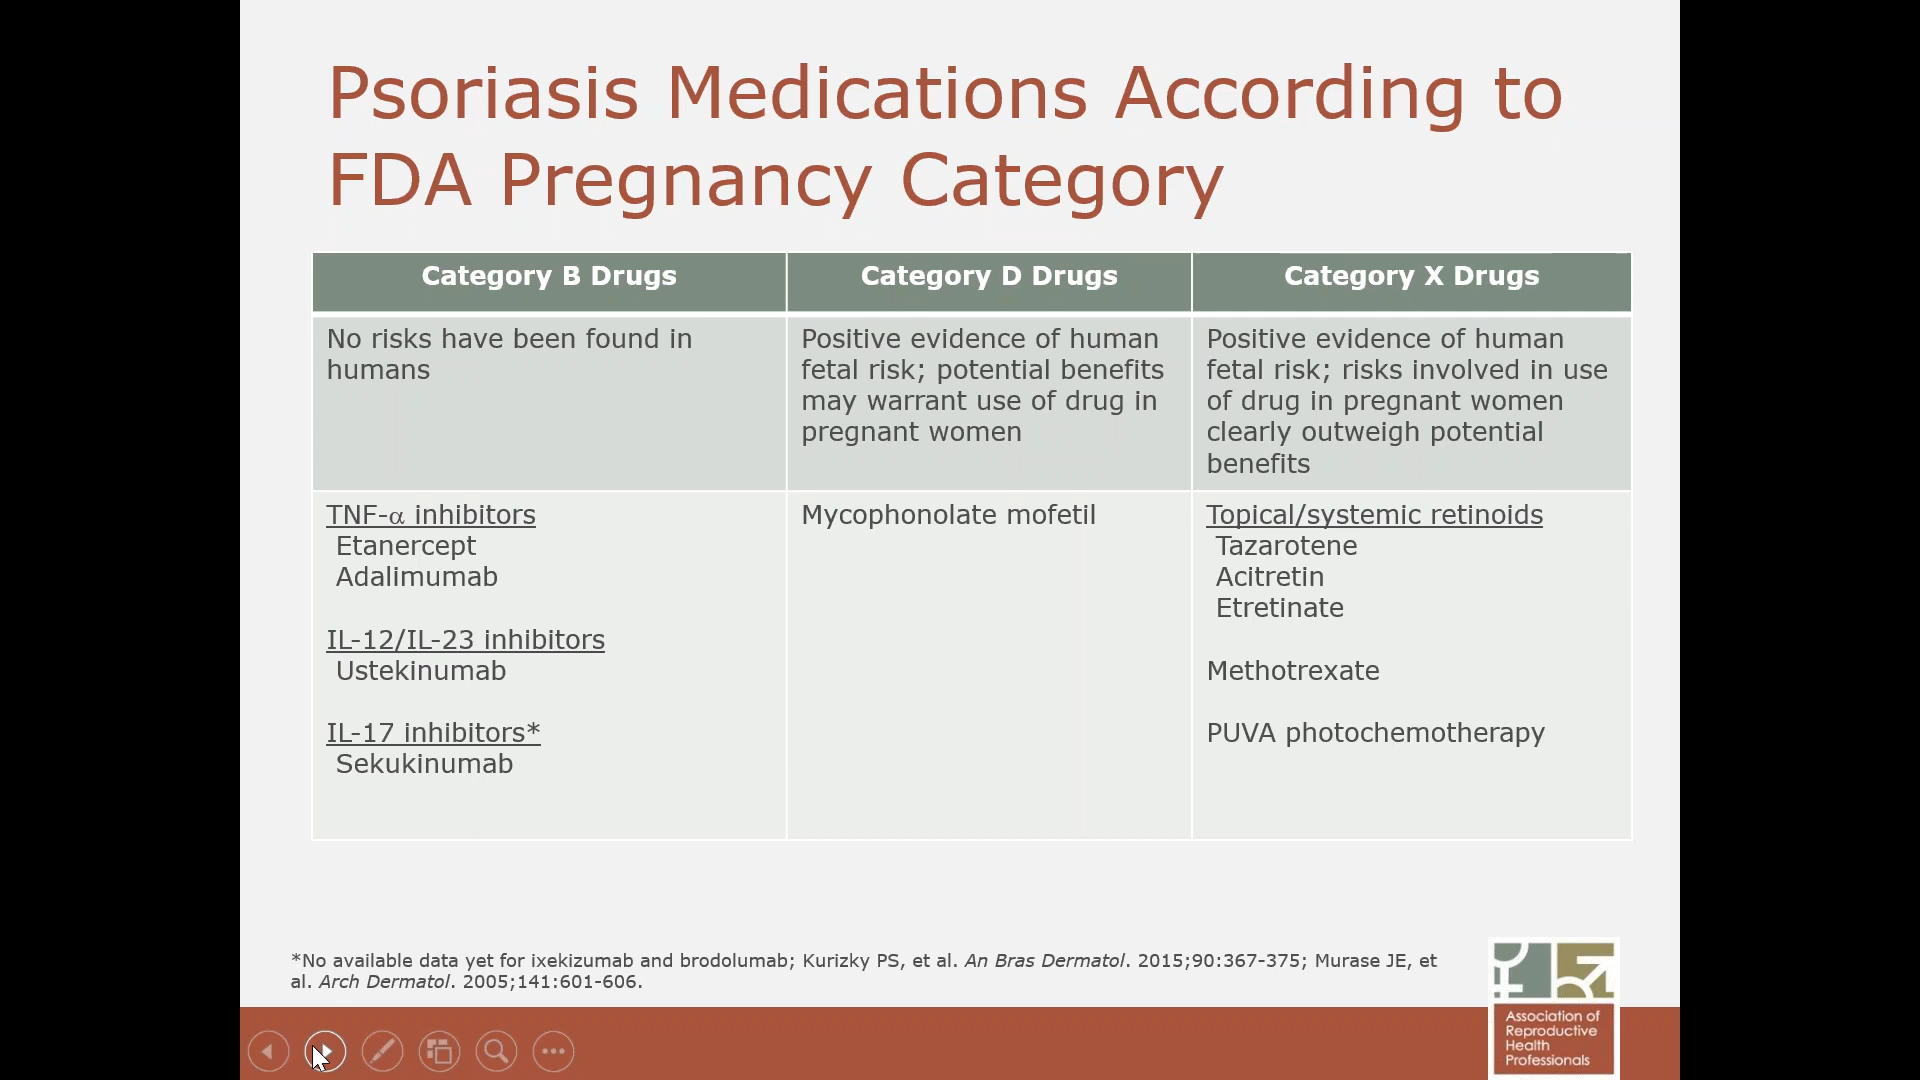 Psoriasis Medications According to
FDA Pregnancy Category
Category B Drugs
Category D Drugs
Category X Drugs
No risks have been found in
humans
Positive evidence of human
fetal risk; potential benefits
may warrant use of drug in
pregnant women
Positive evidence of human
fetal risk; risks involved in use
of drug in pregnant women
clearly outweigh potential
benefits
TNF-α inhibitors
Etanercept
Adalimumab
IL-12/IL-23 inhibitors
Ustekinumab
IL-17 inhibitors*
Sekukinumab
Mycophonolate mofetil
Topical/systemic retinoids
Tazarotene
Acitretin
Etretinate
Methotrexate
PUVA photochemotherapy
*No available data yet for ixekizumab and brodolumab; Kurizky PS, et al. An Bras Dermatol. 2015;90:367-375; Murase JE, et
al. Arch Dermatol. 2005;141:601-606.
Association of
Reproductive
Health
Professionals